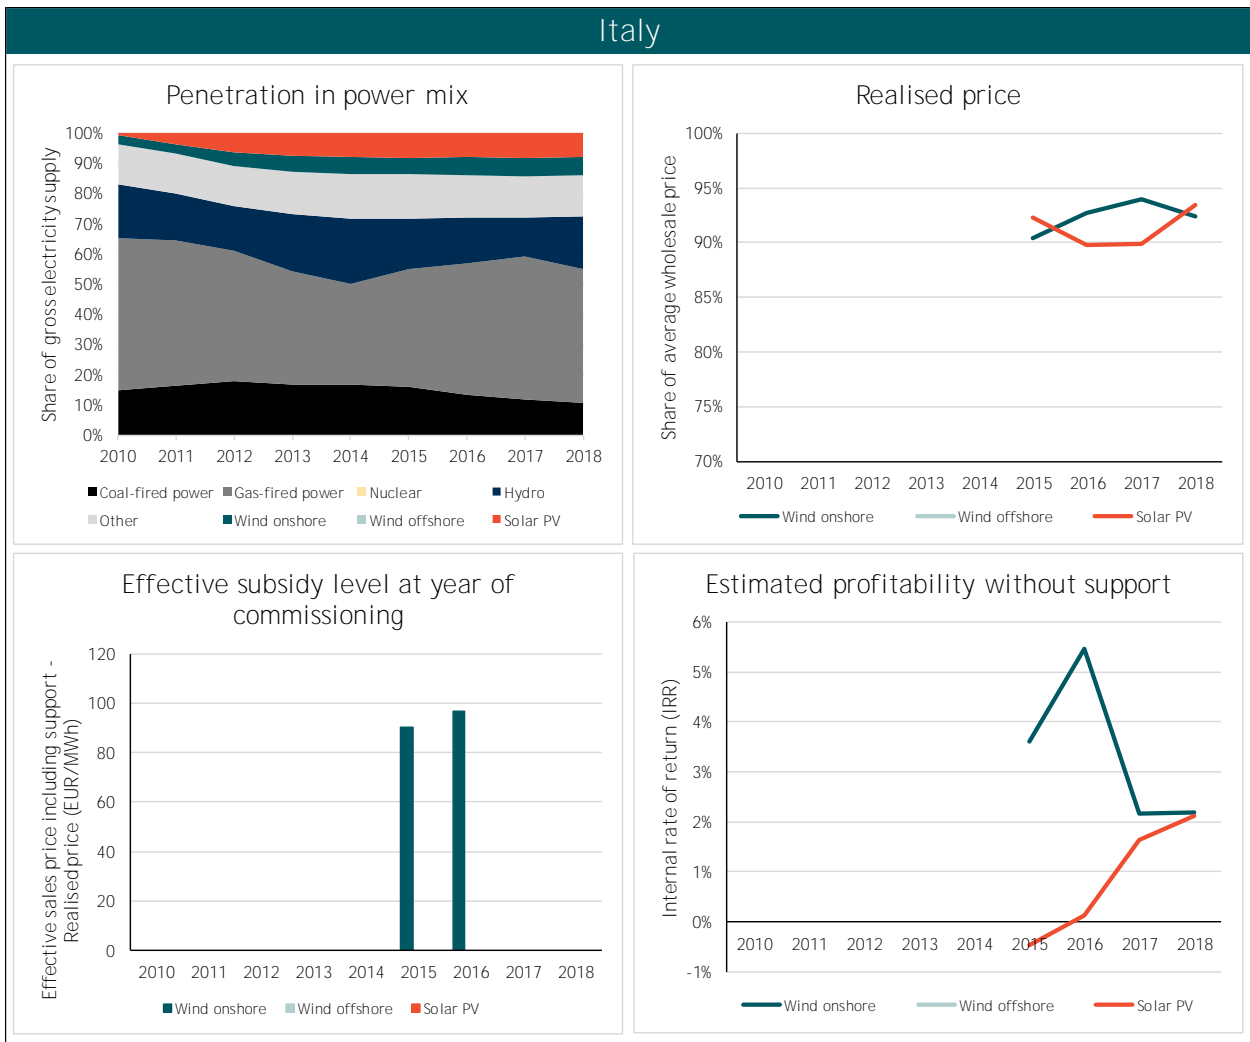 Italy
Penetration in power mix
Share of gross electricity supply
100%
90%
80%
70%
60%
50%
40%
30%
20%
10%
0%
2010 2011 2012 2013 2014 2015 2016 2017 2018
Coal-fired power Gas-fired power Nuclear Hydro
Other Wind onshore Wind offshore Solar PV
Realised price
Share of average wholesale price
100%
95%
90%
85%
80%
75%
70%
2010 2011 2012 2013 2014 2015 2016 2017 2018
Wind onshore Wind offshore Solar PV
Effective subsidy level at year of
commissioning
Effective sales price including support -
Realised price (EUR/MWh)
120
100
80
60
40
20
0
2010 2011 2012 2013 2014 2015 2016 2017 2018
Wind onshore Wind offshore Solar PV
Estimated profitability without support
Internal rate of return (IRR)
6%
5%
4%
3%
2%
1%
0%
-1%
2010 2011 2012 2013 2014 2015 2016 2017 2018
Wind onshore Wind offshore Solar PV